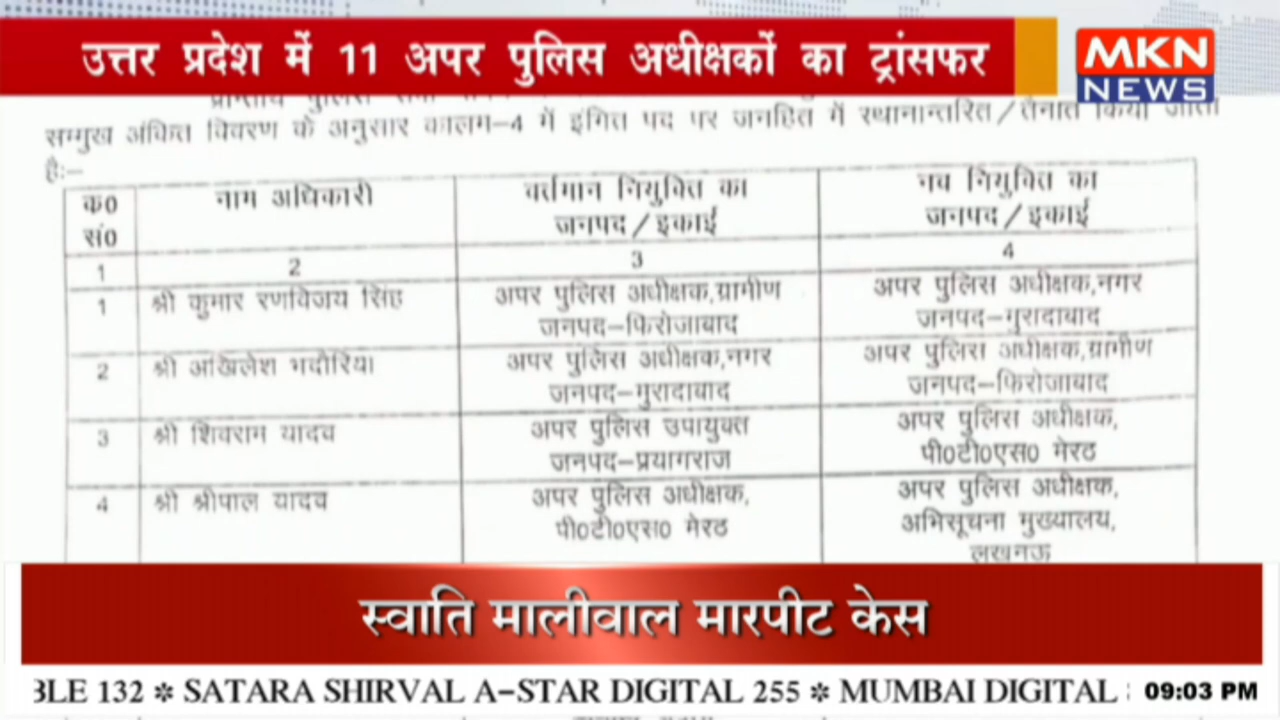 उत्तर प्रदेश में 11 अपर पुलिस अधीक्षकों का ट्रांसफर
MKN
NEWS
सम्मुख अंकित विवरण के अनुसार कालम-4 में इंगित पद पर जनहित में स्थानान्तरित/तैनात किया जाता
है:-
क0 सं0 नाम अधिकारी वर्तमान नियुक्ति का जनपद/इकाई नव नियुक्ति का जनपद/इकाई
1 2 3 4
1 श्री कुमार रणविजय सिंह अपर पुलिस अधीक्षक,ग्रामीण जनपद-फिरोजाबाद अपर पुलिस अधीक्षक,नगर जनपद-मुरादाबाद
2 श्री अखिलेश भदौरिया अपर पुलिस अधीक्षक,नगर जनपद-मुरादाबाद अपर पुलिस अधीक्षक,ग्रामीण जनपद-फिरोजाबाद
3 श्री शिवराम यादव अपर पुलिस उपायुक्त जनपद-प्रयागराज अपर पुलिस अधीक्षक, पी0टी0एस0 मेरठ
4 श्री श्रीपाल यादव अपर पुलिस अधीक्षक, पी0टी0एस0 मेरठ अपर पुलिस अधीक्षक, अभिसूचना मुख्यालय, लखनऊ
स्वाति मालीवाल मारपीट केस
BLE 132 ❇ SATARA SHIRVAL A-STAR DIGITAL 255 ❇ MUMBAI DIGITAL
09:03 PM